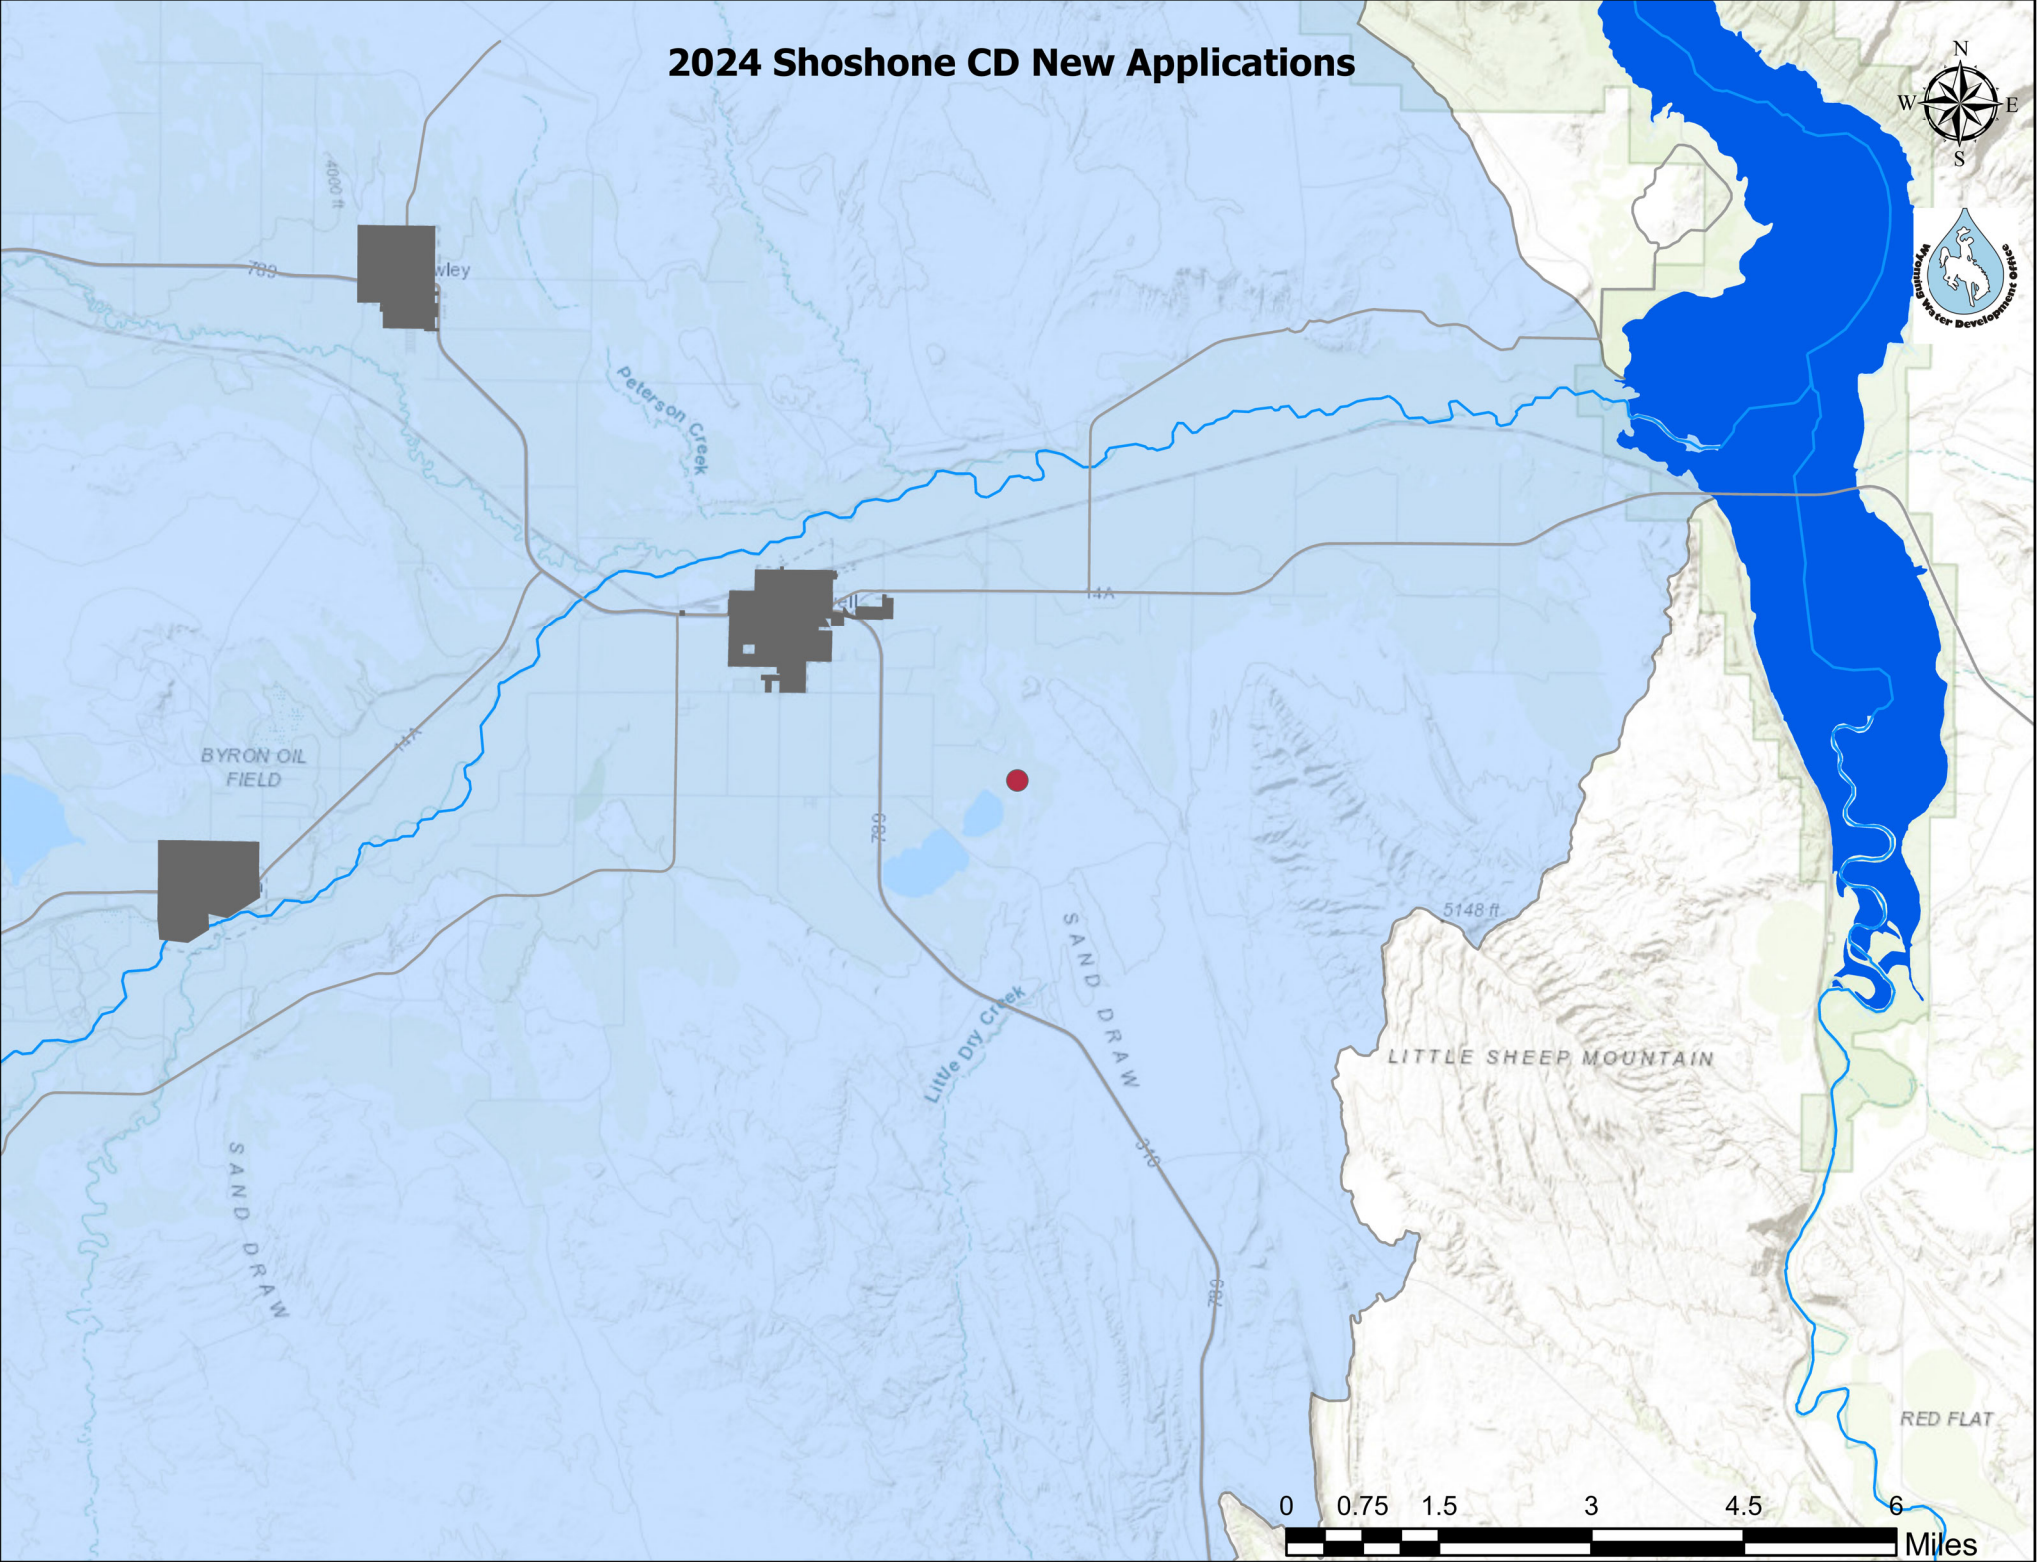 2024 Shoshone CD New Applications
N
W
E
S
Wyoming Water Development Office
4000 ft
789
wley
Peterson Creek
ell
14A
14A
BYRON OIL
FIELD
789
5148 ft
SAND DRAW
Little Dry Creek
LITTLE SHEEP MOUNTAIN
310
SAND DRAW
789
RED FLAT
0
0.75
1.5
3
4.5
6
Miles